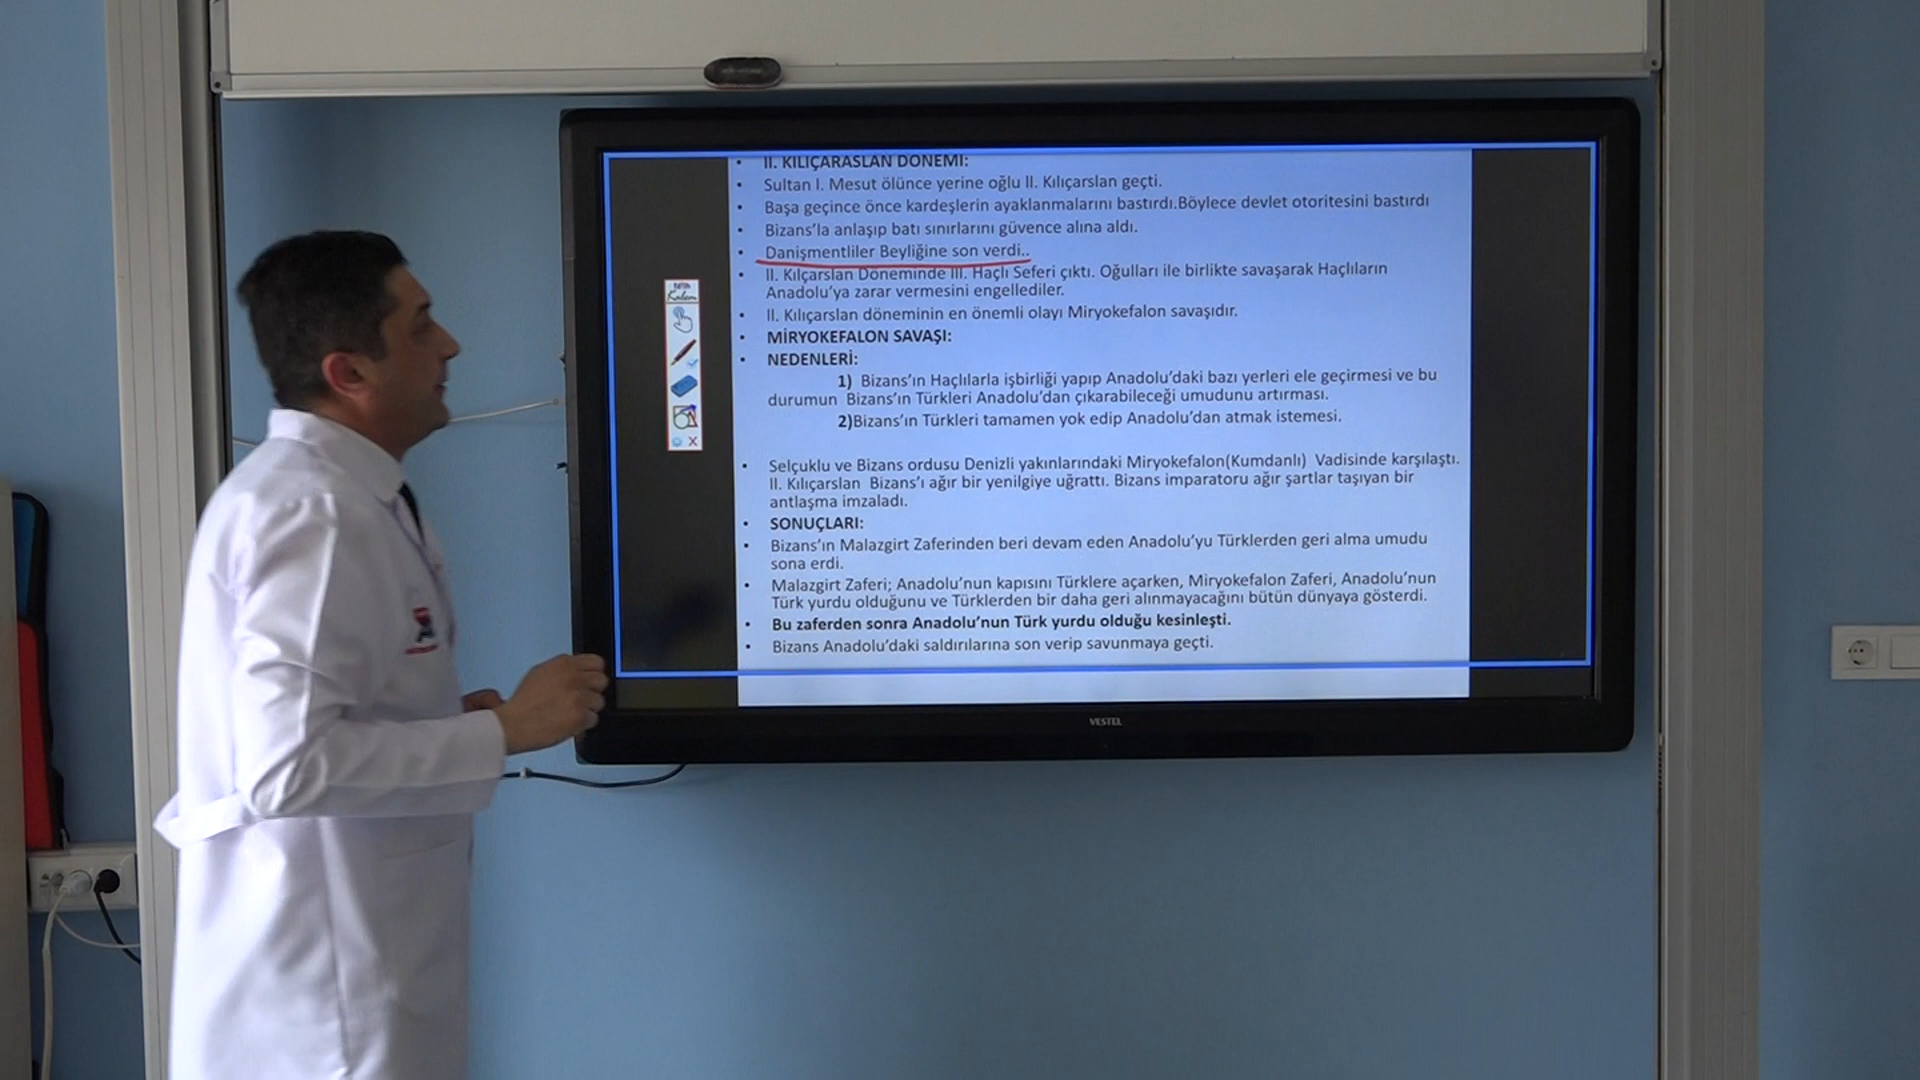 II. KILIÇARASLAN DÖNEMİ:
Sultan I. Mesut ölünce yerine oğlu II. Kılıçarslan geçti.
Başa geçince önce kardeşlerin ayaklanmalarını bastırdı.Böylece devlet otoritesini bastırdı
Bizans'la anlaşıp batı sınırlarını güvence alına aldı.
Danişmentliler Beyliğine son verdi..
II. Kılçarslan Döneminde III. Haçlı Seferi çıktı. Oğulları ile birlikte savaşarak Haçlıların
Anadolu'ya zarar vermesini engellediler.
II. Kılıçarslan döneminin en önemli olayı Miryokefalon savaşıdır.
MİRYOKEFALON SAVAŞI:
NEDENLERİ:
1) Bizans'ın Haçlılarla işbirliği yapıp Anadolu'daki bazı yerleri ele geçirmesi ve bu
durumun Bizans'ın Türkleri Anadolu'dan çıkarabileceği umudunu artırması.
2)Bizans'ın Türkleri tamamen yok edip Anadolu'dan atmak istemesi.
Selçuklu ve Bizans ordusu Denizli yakınlarındaki Miryokefalon(Kumdanlı) Vadisinde karşılaştı.
II. Kılıçarslan Bizans'ı ağır bir yenilgiye uğrattı. Bizans imparatoru ağır şartlar taşıyan bir
antlaşma imzaladı.
SONUÇLARI:
Bizans'ın Malazgirt Zaferinden beri devam eden Anadolu'yu Türklerden geri alma umudu
sona erdi.
Malazgirt Zaferi; Anadolu'nun kapısını Türklere açarken, Miryokefalon Zaferi, Anadolu'nun
Türk yurdu olduğunu ve Türklerden bir daha geri alınmayacağını bütün dünyaya gösterdi.
Bu zaferden sonra Anadolu'nun Türk yurdu olduğu kesinleşti.
Bizans Anadolu'daki saldırılarına son verip savunmaya geçti.
Kalem
VESTEL